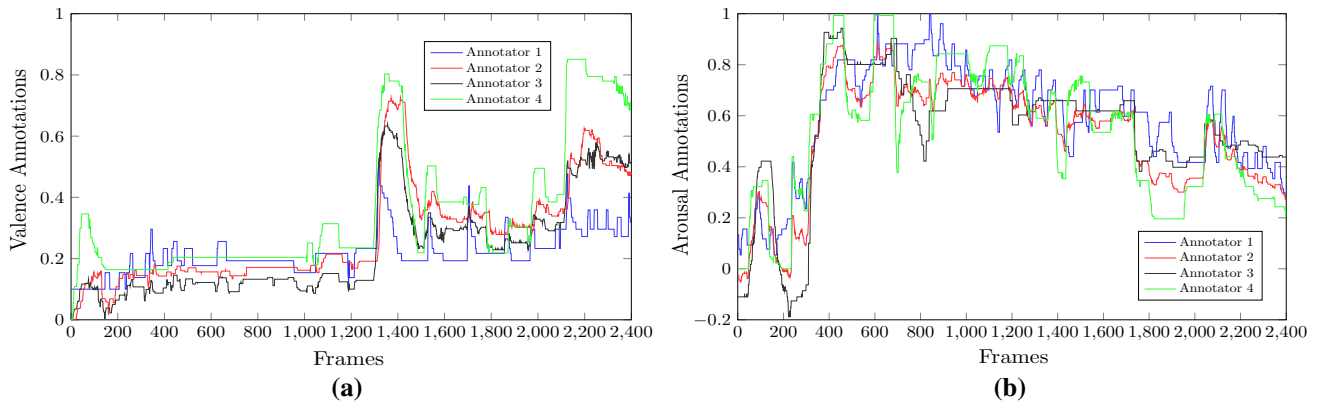 1
0.8
0.6
0.4
0.2
0
Valence Annotations
0 200 400 600 800 1,000 1,200 1,400 1,600 1,800 2,000 2,200 2,400
Frames
Annotator 1
Annotator 2
Annotator 3
Annotator 4
(a)
1
0.8
0.6
0.4
0.2
0
−0.2
Arousal Annotations
0 200 400 600 800 1,000 1,200 1,400 1,600 1,800 2,000 2,200 2,400
Frames
Annotator 1
Annotator 2
Annotator 3
Annotator 4
(b)